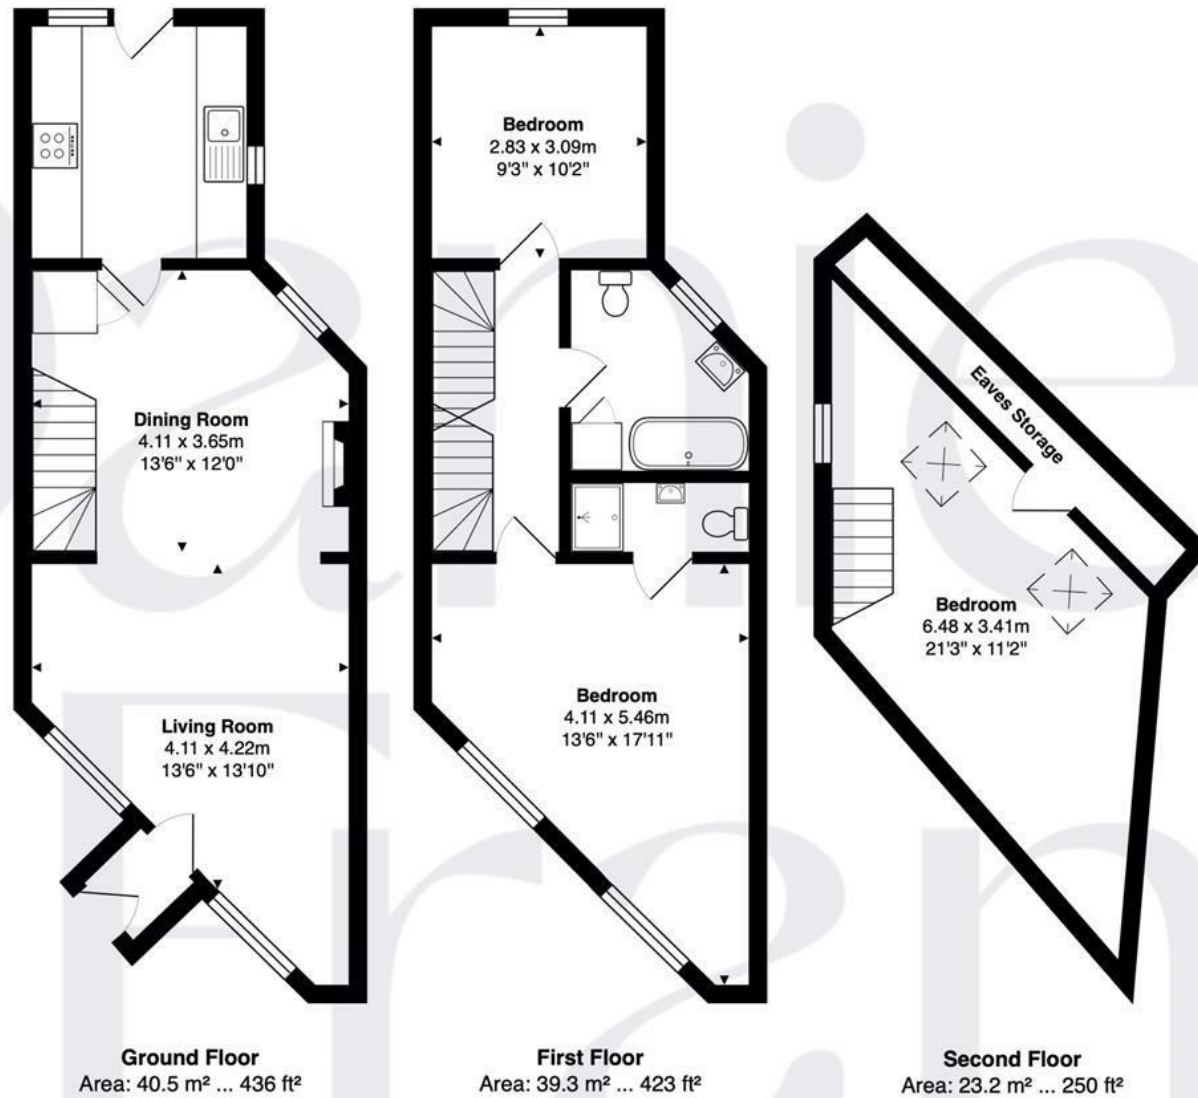 Bedroom
2.83 x 3.09m
9'3" x 10'2"
Dining Room
4.11 x 3.65m
13'6" x 12'0"
Living Room
4.11 x 4.22m
13'6" x 13'10"
Bedroom
4.11 x 5.46m
13'6" x 17'11"
Eaves Storage
Bedroom
6.48 x 3.41m
21'3" x 11'2"
Ground Floor
Area: 40.5 m² ... 436 ft²
First Floor
Area: 39.3 m² ... 423 ft²
Second Floor
Area: 23.2 m² ... 250 ft²